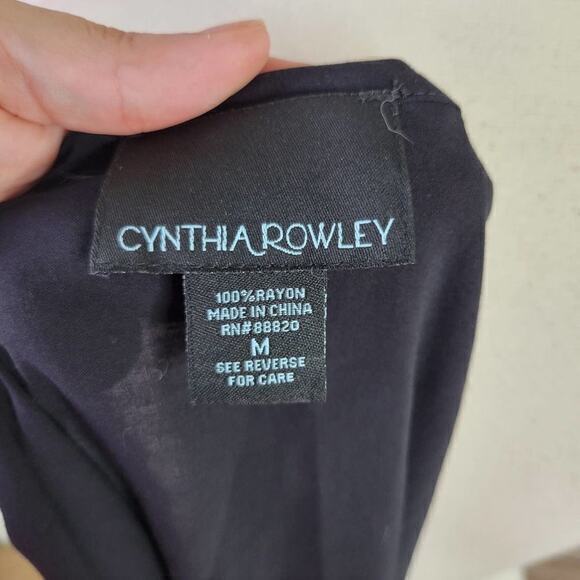 CYNTHIA ROWLEY
100% RAYON
MADE IN CHINA
RN#88820
M
SEE REVERSE
FOR CARE